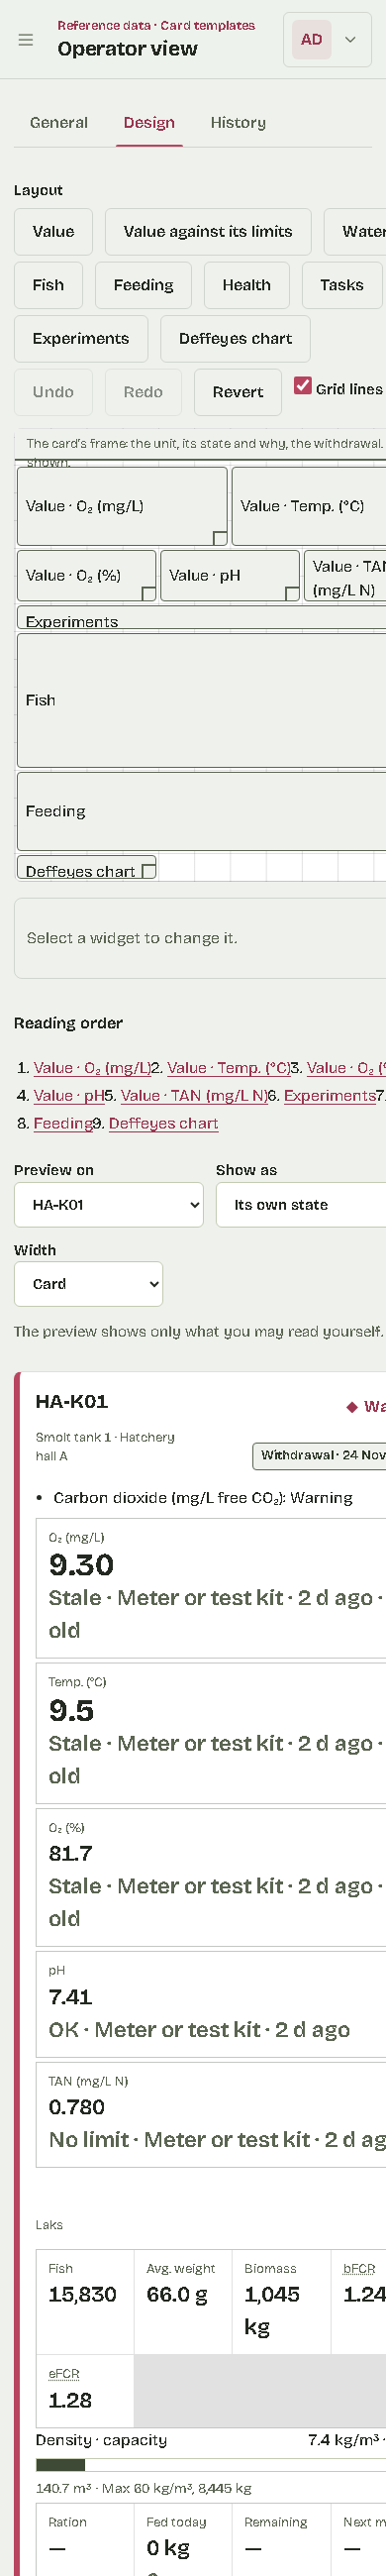 Reference data · Card templates
Operator view
AD
General Design History
Layout
Value Value against its limits Water
Fish Feeding Health Tasks
Experiments Deffeyes chart
Undo Redo Revert Grid lines
The card's frame: the unit, its state and why, the withdrawal.
shown.
Value · O₂ (mg/L) Value · Temp. (°C)
Value · O₂ (%) Value · pH Value · TAN
(mg/L N)
Experiments
Fish
Feeding
Deffeyes chart
Select a widget to change it.
Reading order
1. Value · O₂ (mg/L)2. Value · Temp. (°C)3. Value · O₂ (
4. Value · pH5. Value · TAN (mg/L N)6. Experiments7.
8. Feeding9. Deffeyes chart
Preview on Show as
HA-K01 Its own state
Width
Card
The preview shows only what you may read yourself.
HA-K01 ◆ Wa
Smolt tank 1 · Hatchery
hall A
Withdrawal · 24 Nov
• Carbon dioxide (mg/L free CO₂): Warning
O₂ (mg/L)
9.30
Stale · Meter or test kit · 2 d ago ·
old
Temp. (°C)
9.5
Stale · Meter or test kit · 2 d ago ·
old
O₂ (%)
81.7
Stale · Meter or test kit · 2 d ago ·
old
pH
7.41
OK · Meter or test kit · 2 d ago
TAN (mg/L N)
0.780
No limit · Meter or test kit · 2 d ag
Laks
Fish Avg. weight Biomass bFCR
15,830 66.0 g 1,045 1.24
kg
eFCR
1.28
Density · capacity 7.4 kg/m³ ·
140.7 m³ · Max 60 kg/m³, 8,445 kg
Ration Fed today Remaining Next m
— 0 kg — —